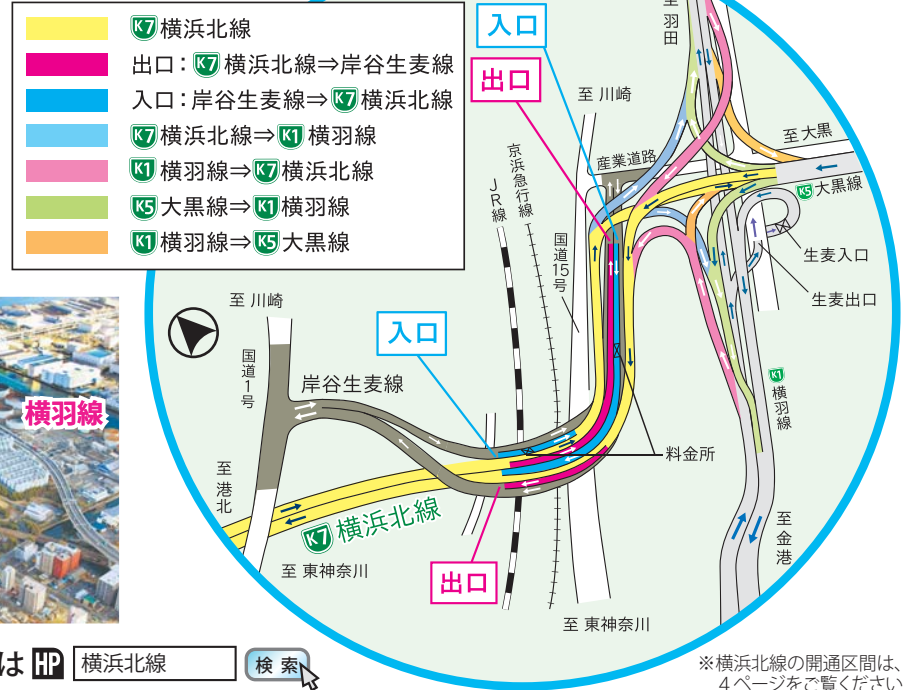 K7 横浜北線
出口：K7 横浜北線⇒岸谷生麦線
入口：岸谷生麦線⇒K7 横浜北線
K7 横浜北線⇒K1 横羽線
K1 横羽線⇒K7 横浜北線
K5 大黒線⇒K1 横羽線
K1 横羽線⇒K5 大黒線
入口
出口
至 羽田
至 川崎
至 大黒
産業道路
京浜急行線
JR線
国道15号
K5 大黒線
生麦入口
生麦出口
至 川崎
国道1号
入口
岸谷生麦線
K1 横羽線
横羽線
料金所
至 港北
K7 横浜北線
至 金港
至 東神奈川
出口
至 東神奈川
は HP 横浜北線 検 索
※横浜北線の開通区間は、
4ページをご覧ください